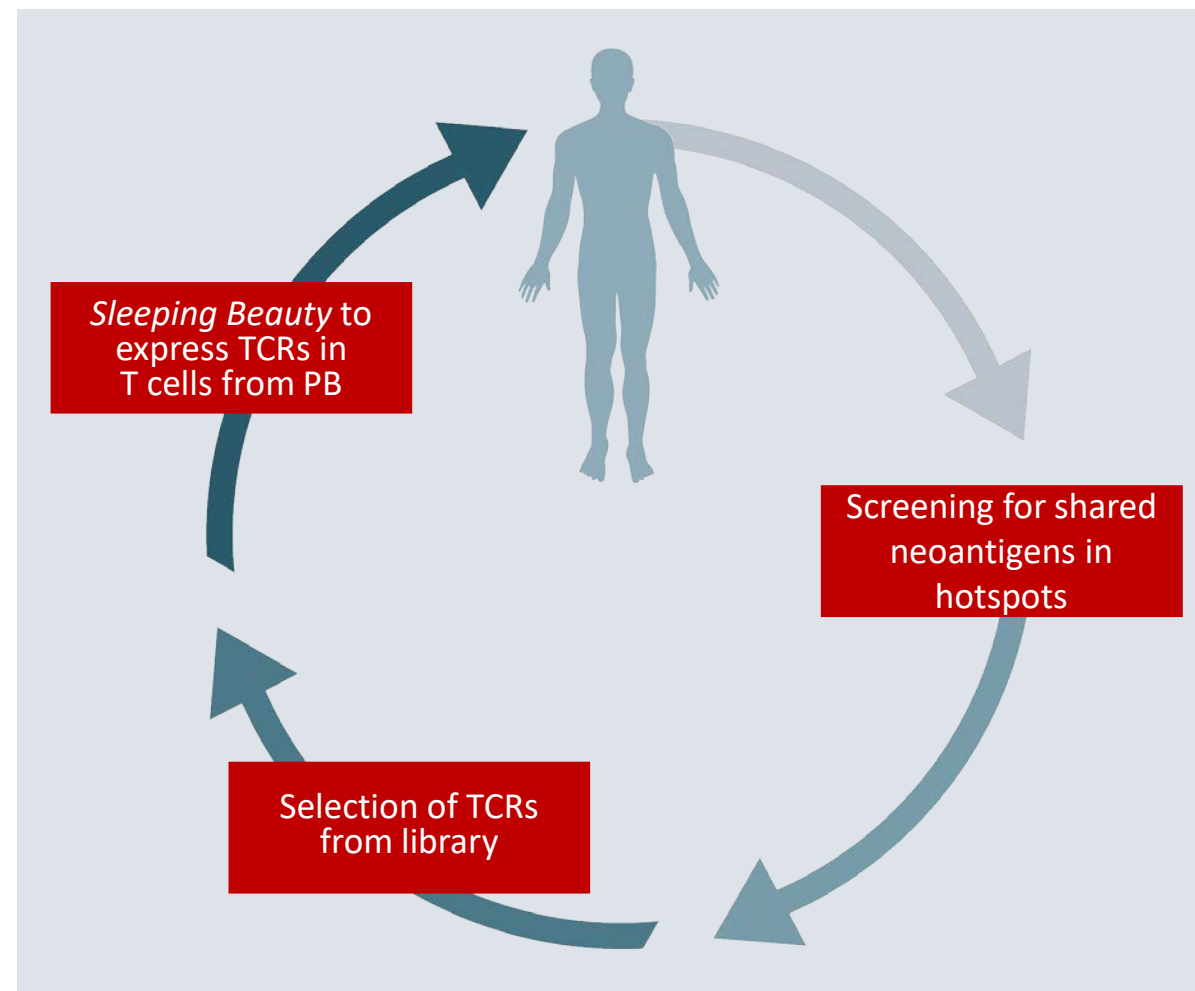 Sleeping Beauty to
express TCRs in
T cells from PB
Screening for shared
neoantigens in
hotspots
Selection of TCRs
from library